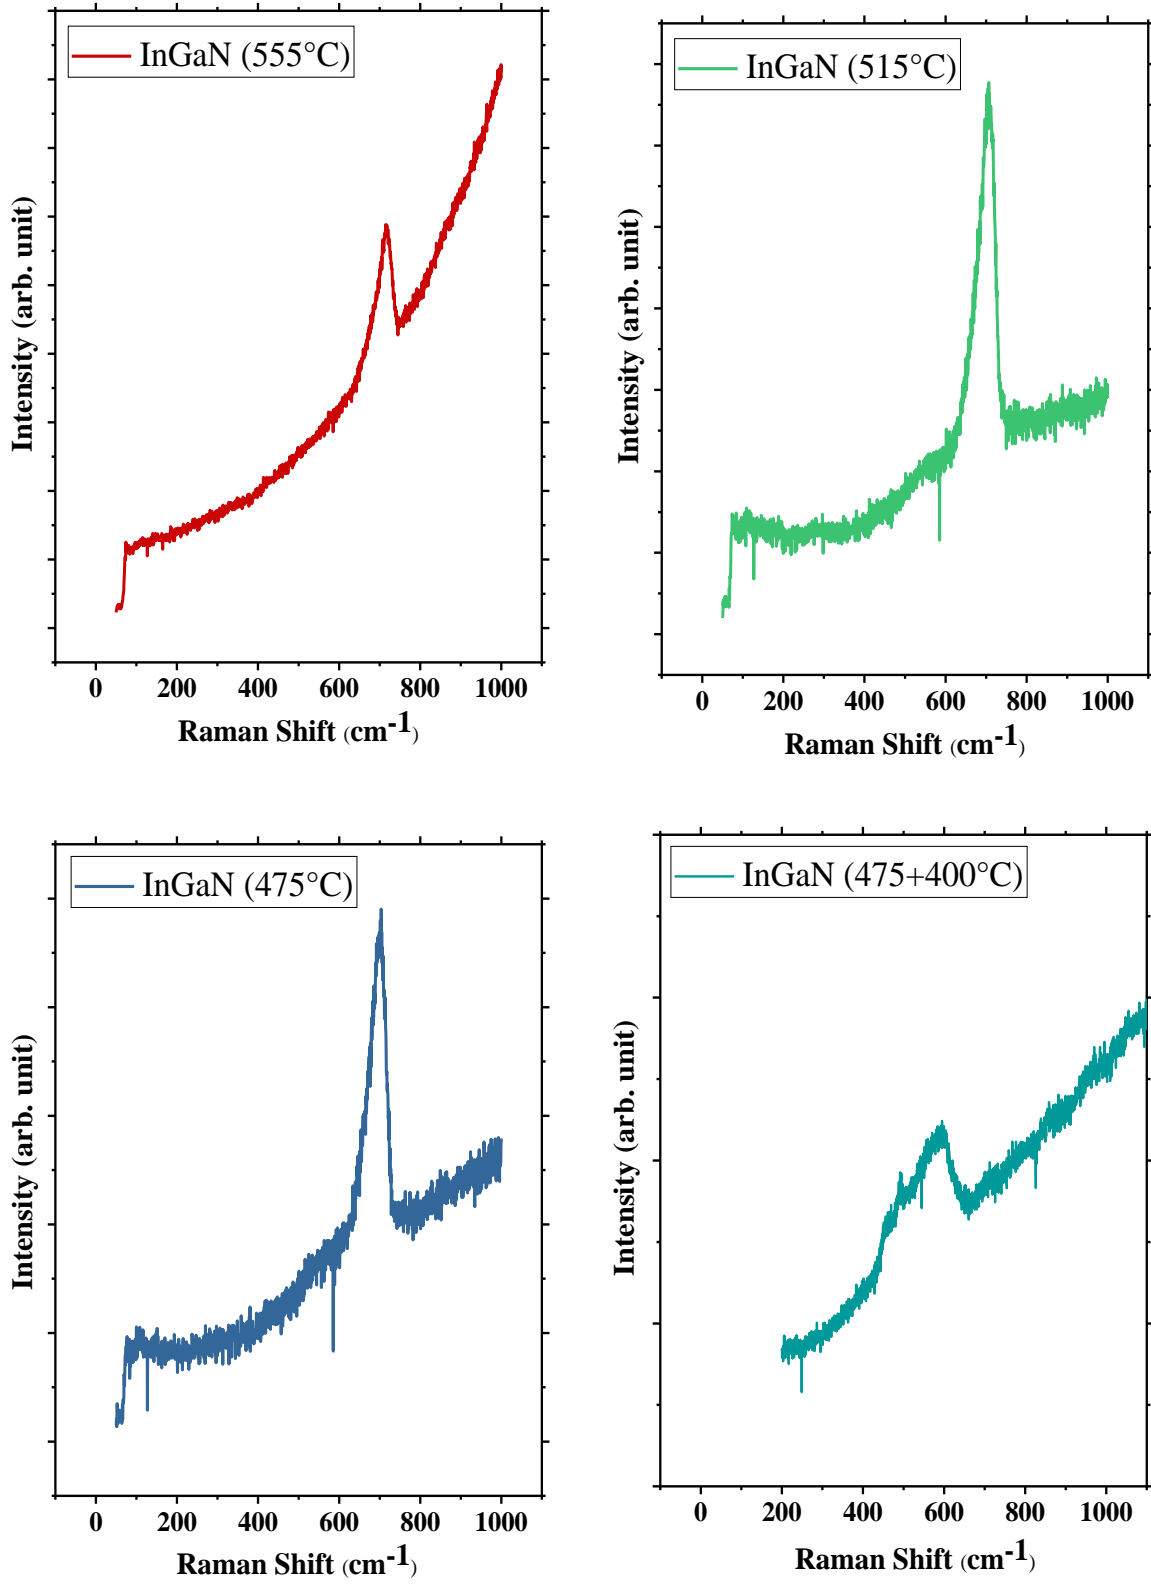 InGaN (555°C)
Intensity (arb. unit)
0 200 400 600 800 1000
Raman Shift (cm-1)
InGaN (515°C)
Intensity (arb. unit)
0 200 400 600 800 1000
Raman Shift (cm-1)
InGaN (475°C)
Intensity (arb. unit)
0 200 400 600 800 1000
Raman Shift (cm-1)
InGaN (475+400°C)
Intensity (arb. unit)
0 200 400 600 800 1000
Raman Shift (cm-1)